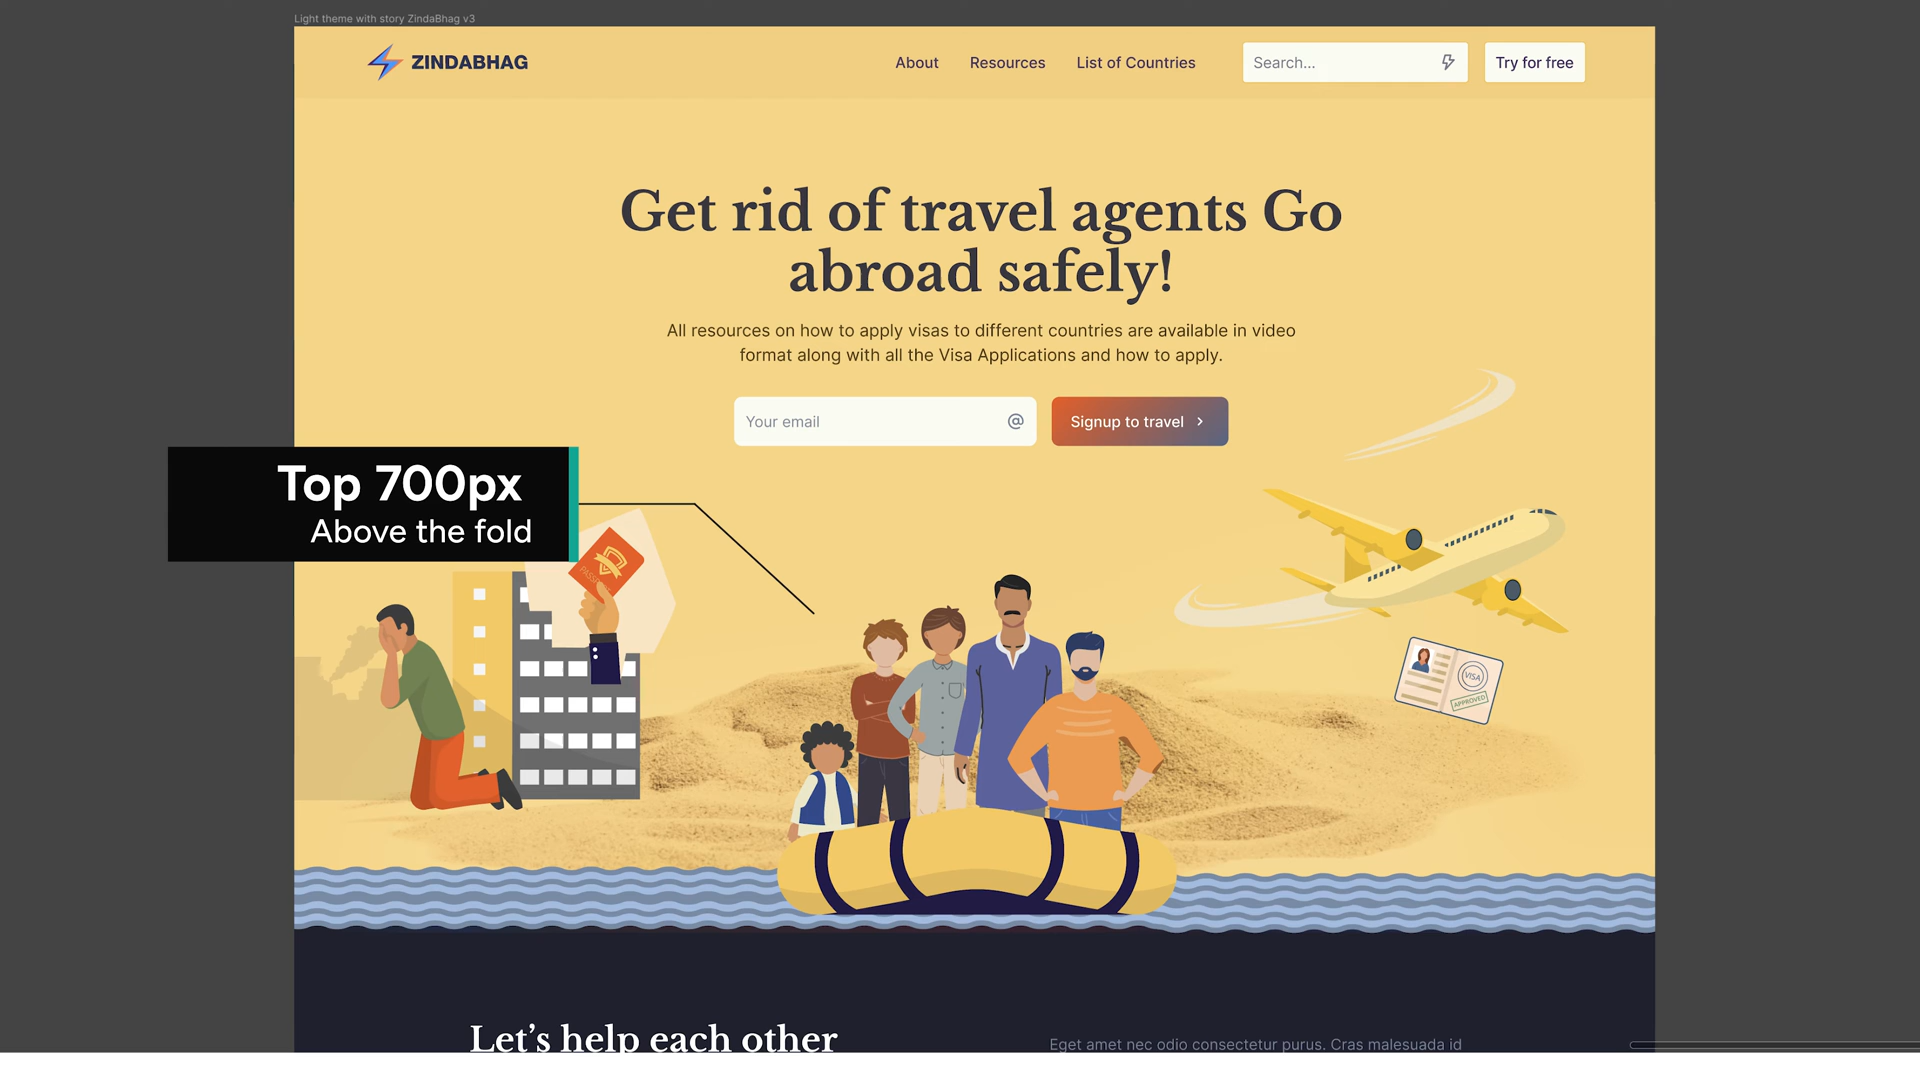 Light theme with story ZindaBhag v3
ZINDABHAG
About
Resources
List of Countries
Search...
Try for free
Get rid of travel agents Go
abroad safely!
All resources on how to apply visas to different countries are available in video
format along with all the Visa Applications and how to apply.
Your email
@
Signup to travel
Top 700px
Above the fold
VISA
APPROVED
Let's help each other
Eget amet nec odio consectetur purus. Cras malesuada id